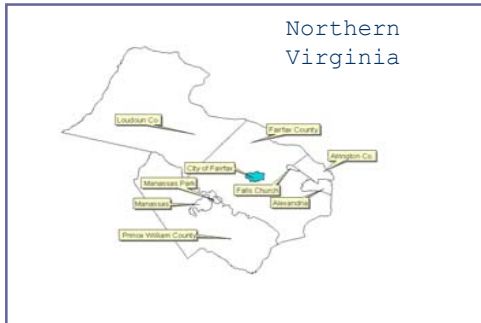 Northern
Virginia
Loudoun Co.
Fairfax County
Arlington Co.
City of Fairfax
Manassas Park
Falls Church
Manassas
Alexandria
Prince William County